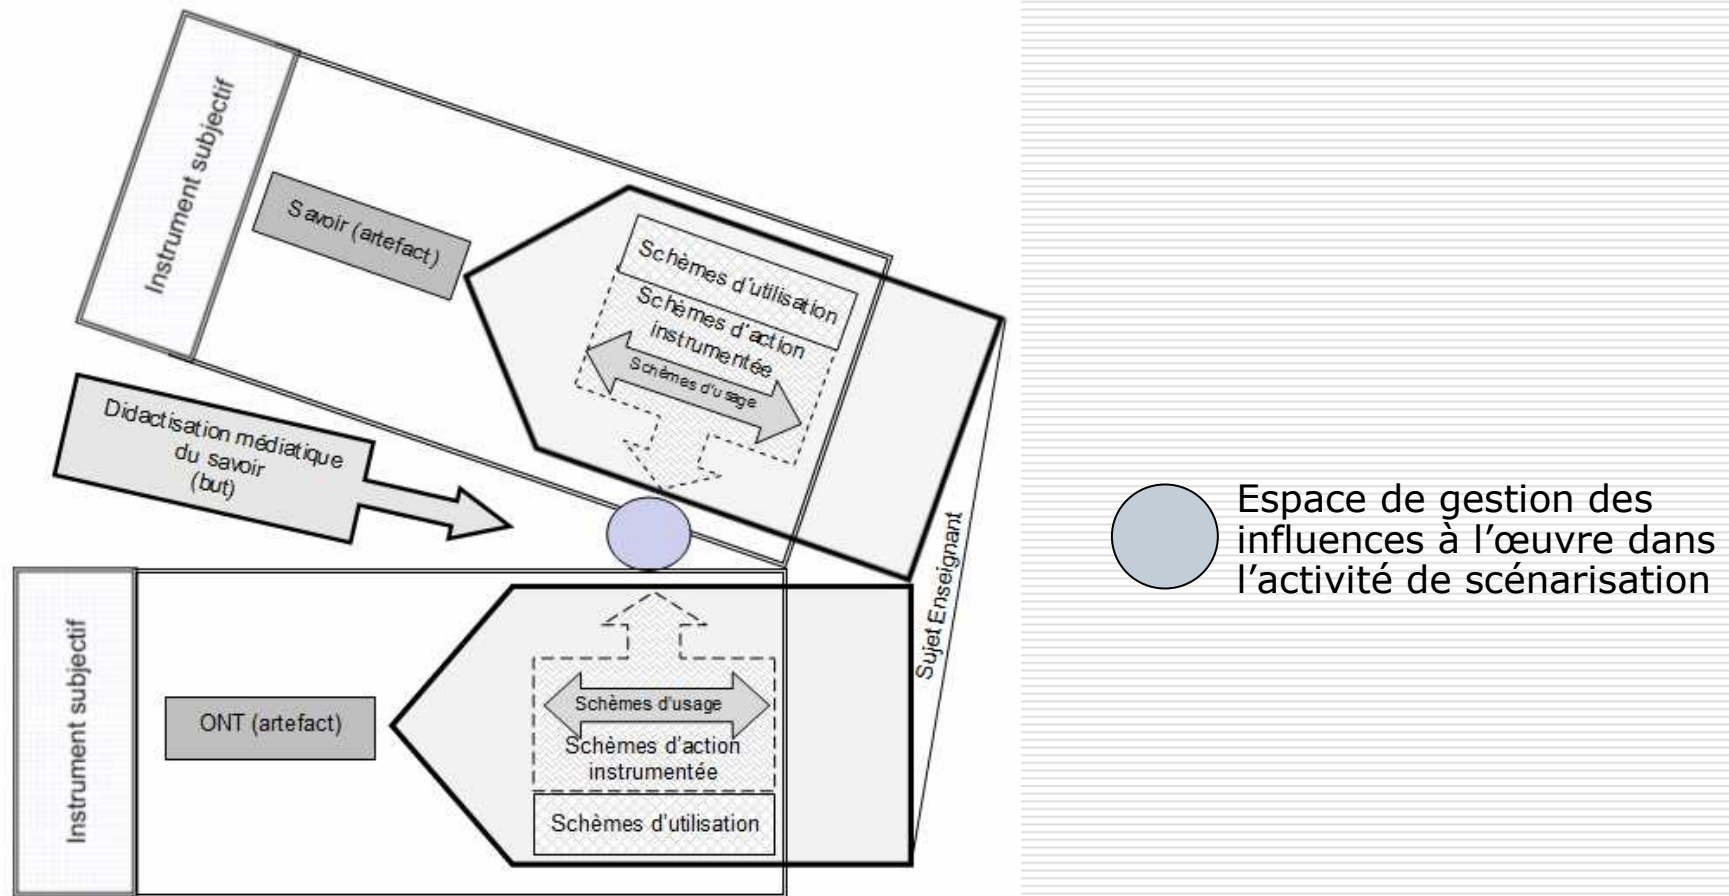 Instrument subjectif
Savoir (artefact)
Schèmes d'utilisation
Schèmes d'action
instrumentée
Schèmes d'usage
Didactisation médiatique
du savoir
(but)
Sujet Enseignant
Instrument subjectif
ONT (artefact)
Schèmes d'usage
Schèmes d'action
instrumentée
Schèmes d'utilisation
Espace de gestion des
influences à l'œuvre dans
l'activité de scénarisation